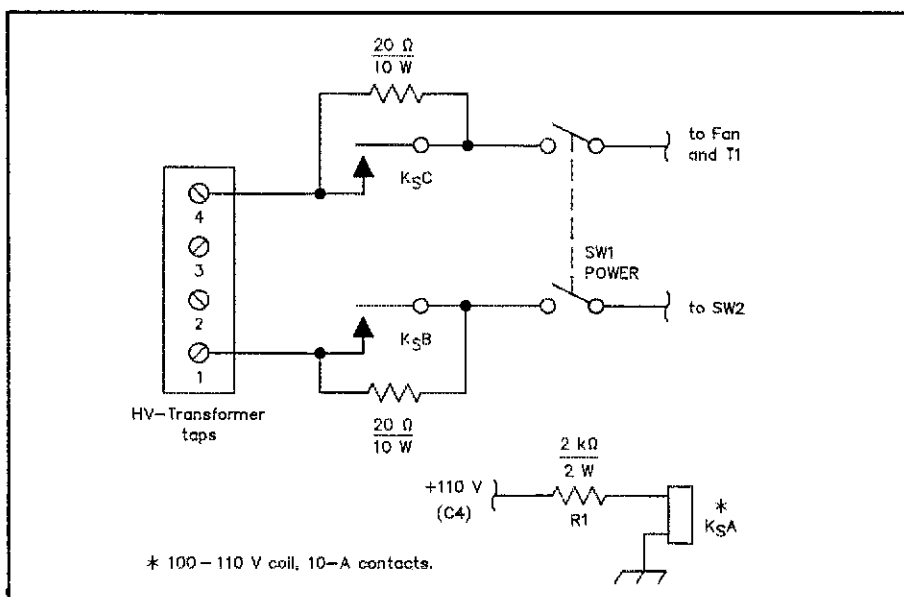 20 Ω
10 W
KSC
to Fan
and T1
4
3
2
1
SW1
POWER
to SW2
KSB
HV-Transformer
taps
20 Ω
10 W
2 kΩ
2 W
+110 V
(C4)
R1
*
KSA
* 100-110 V coil, 10-A contacts.